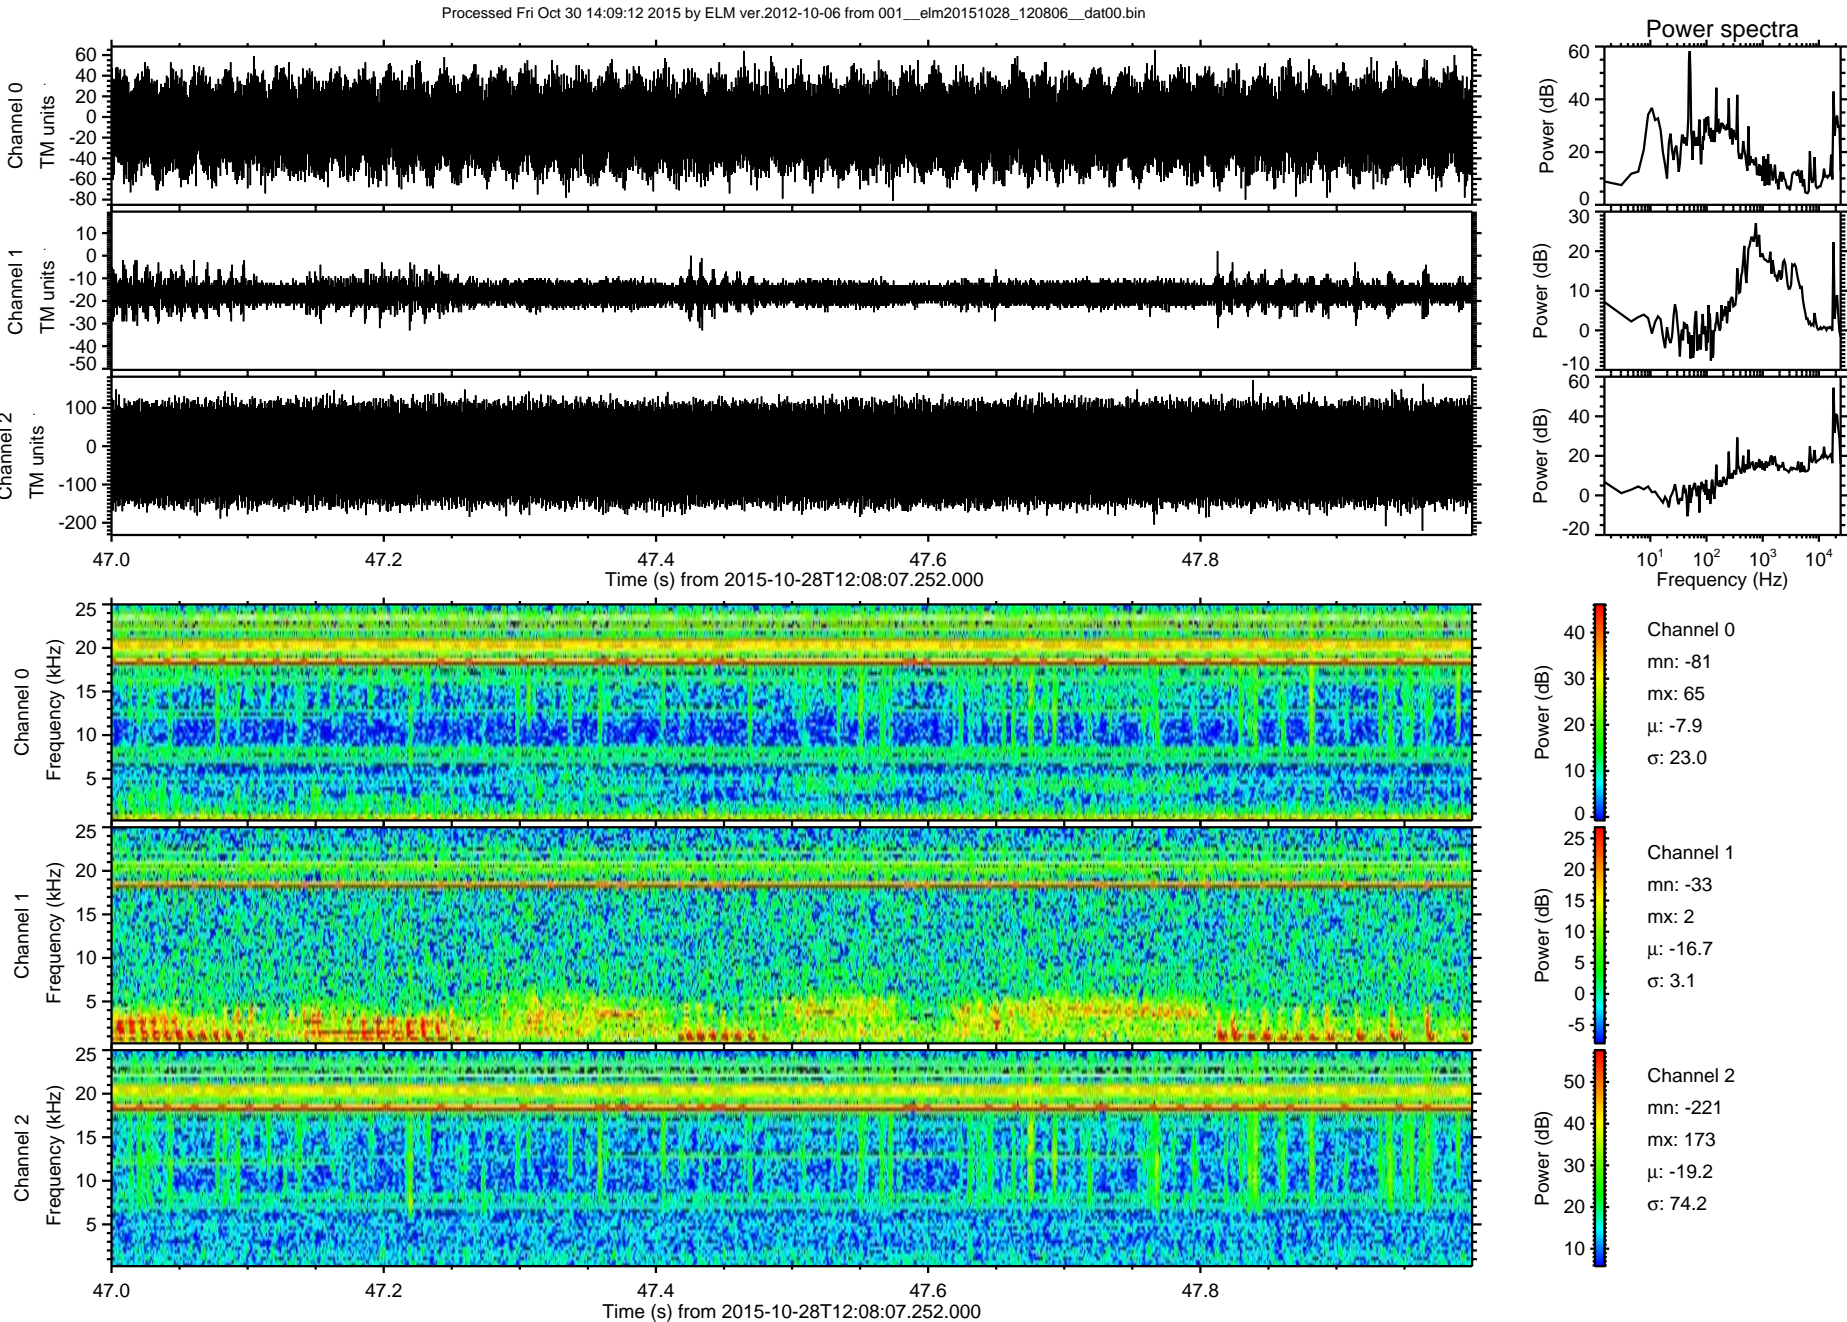 Processed Fri Oct 30 14:09:12 2015 by ELM ver.2012-10-06 from 001__elm20151028_120806__dat00.bin
Power spectra
Channel 0
TM units
60
40
20
0
-20
-40
-60
-80
Power (dB)
60
40
20
0
Channel 1
TM units
10
0
-10
-20
-30
-40
-50
Power (dB)
30
20
10
0
-10
Channel 2
TM units
100
0
-100
-200
Power (dB)
60
40
20
0
-20
47.0 47.2 47.4 47.6 47.8
Time (s) from 2015-10-28T12:08:07.252.000
10^1 10^2 10^3 10^4
Frequency (Hz)
Channel 0
Frequency (kHz)
25
20
15
10
5
Power (dB)
40
30
20
10
0
Channel 0
mn: -81
mx: 65
μ: -7.9
σ: 23.0
Channel 1
Frequency (kHz)
25
20
15
10
5
Power (dB)
25
20
15
10
5
0
-5
Channel 1
mn: -33
mx: 2
μ: -16.7
σ: 3.1
Channel 2
Frequency (kHz)
25
20
15
10
5
Power (dB)
50
40
30
20
10
Channel 2
mn: -221
mx: 173
μ: -19.2
σ: 74.2
47.0 47.2 47.4 47.6 47.8
Time (s) from 2015-10-28T12:08:07.252.000